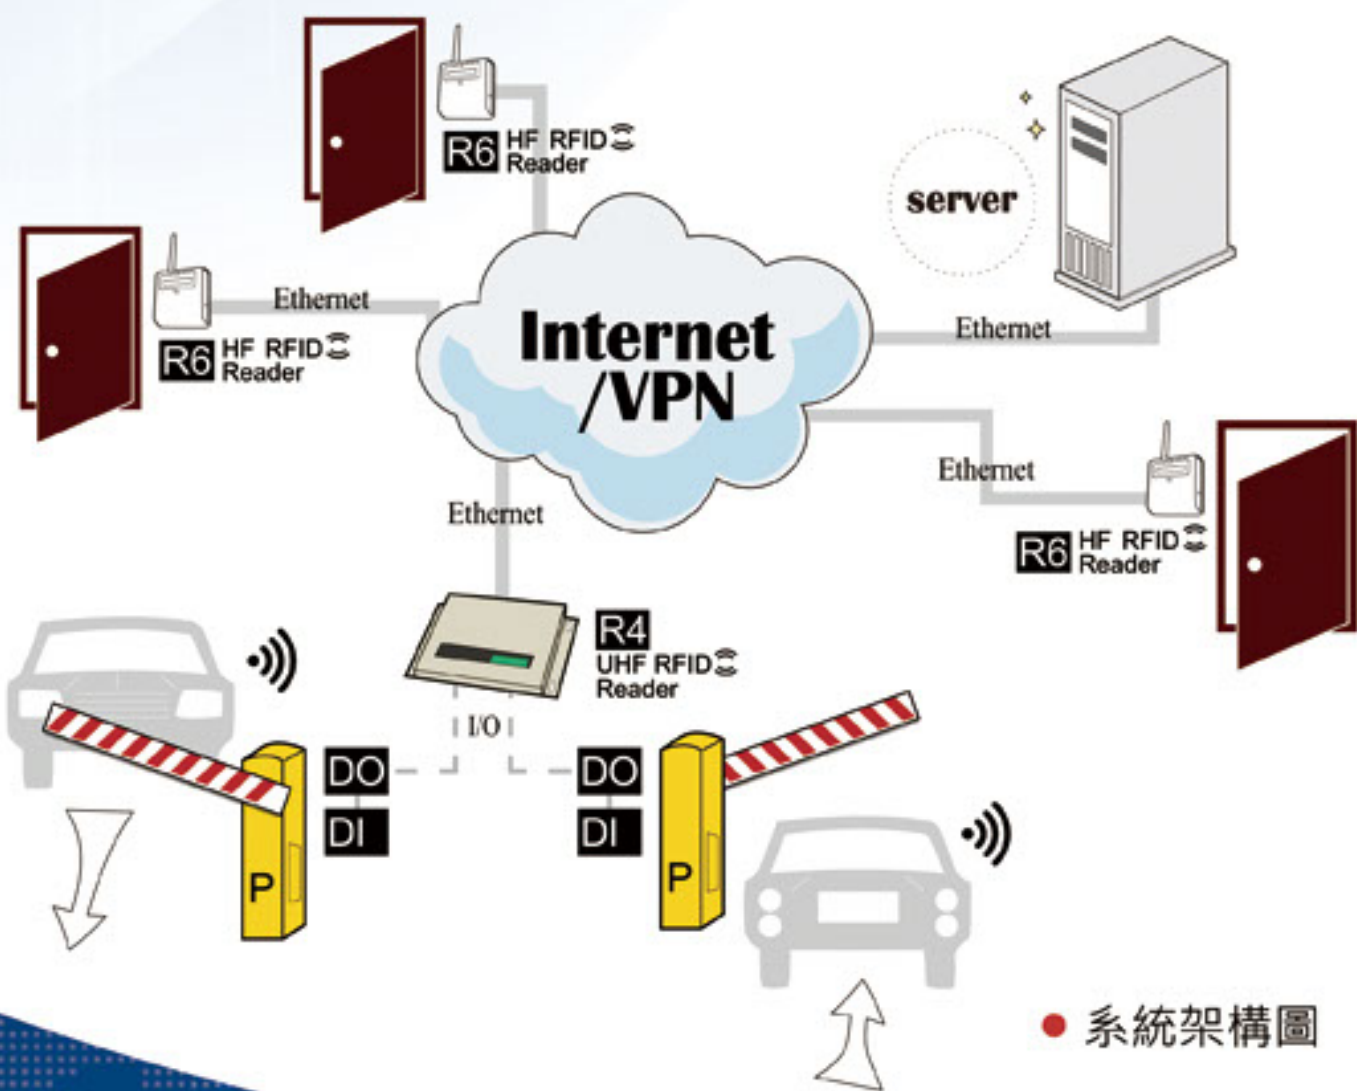 R6 HF RFID
Reader
server
Ethernet
R6 HF RFID
Reader
Internet
/VPN
Ethernet
Ethernet
Ethernet
R6 HF RFID
Reader
R4
UHF RFID
Reader
I/O
DO
DI
P
DO
DI
P
系統架構圖